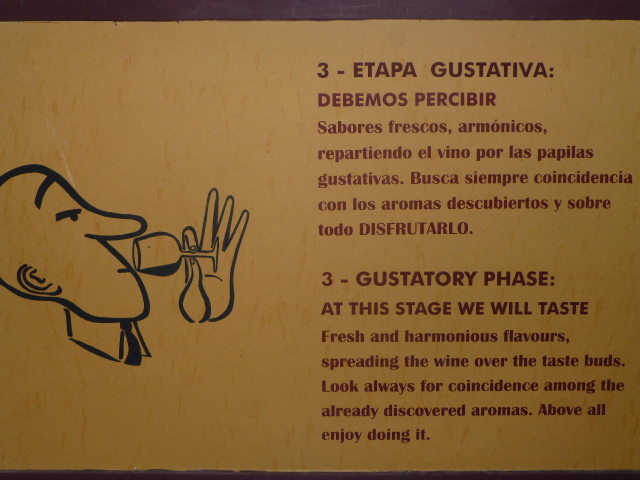 3 - ETAPA GUSTATIVA:
DEBEMOS PERCIBIR
Sabores frescos, armónicos,
repartiendo el vino por las papilas
gustativas. Busca siempre coincidencia
con los aromas descubiertos y sobre
todo DISFRUTARLO.
3 - GUSTATORY PHASE:
AT THIS STAGE WE WILL TASTE
Fresh and harmonious flavours,
spreading the wine over the taste buds.
Look always for coincidence among the
already discovered aromas. Above all
enjoy doing it.